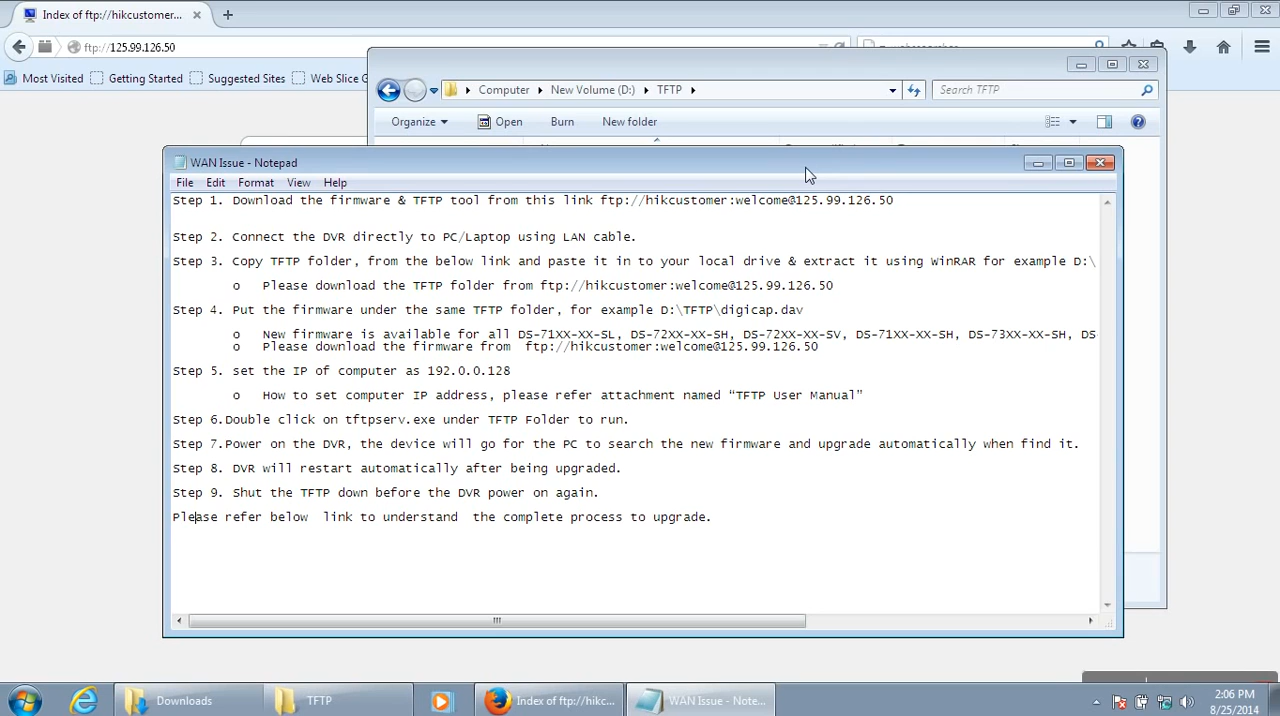 Index of ftp://hikcustomer...
ftp://125.99.126.50
Most Visited
Getting Started
Suggested Sites
Web Slice G
Computer
New Volume (D:)
TFTP
Search TFTP
Organize
Open
Burn
New folder
WAN Issue - Notepad
File Edit Format View Help
Step 1. Download the firmware & TFTP tool from this link ftp://hikcustomer:welcome@125.99.126.50
Step 2. Connect the DVR directly to PC/Laptop using LAN cable.
Step 3. Copy TFTP folder, from the below link and paste it in to your local drive & extract it using WinRAR for example D:\
o Please download the TFTP folder from ftp://hikcustomer:welcome@125.99.126.50
Step 4. Put the firmware under the same TFTP folder, for example D:\TFTP\digicap.dav
o New firmware is available for all DS-71XX-XX-SL, DS-72XX-XX-SH, DS-72XX-XX-SV, DS-71XX-XX-SH, DS-73XX-XX-SH, DS-
o Please download the firmware from ftp://hikcustomer:welcome@125.99.126.50
Step 5. set the IP of computer as 192.0.0.128
o How to set computer IP address, please refer attachment named “TFTP User Manual”
Step 6.Double click on tftpserv.exe under TFTP Folder to run.
Step 7.Power on the DVR, the device will go for the PC to search the new firmware and upgrade automatically when find it.
Step 8. DVR will restart automatically after being upgraded.
Step 9. Shut the TFTP down before the DVR power on again.
Please refer below link to understand the complete process to upgrade.
Downloads
TFTP
Index of ftp://hikc...
WAN Issue - Note...
2:06 PM
8/25/2014